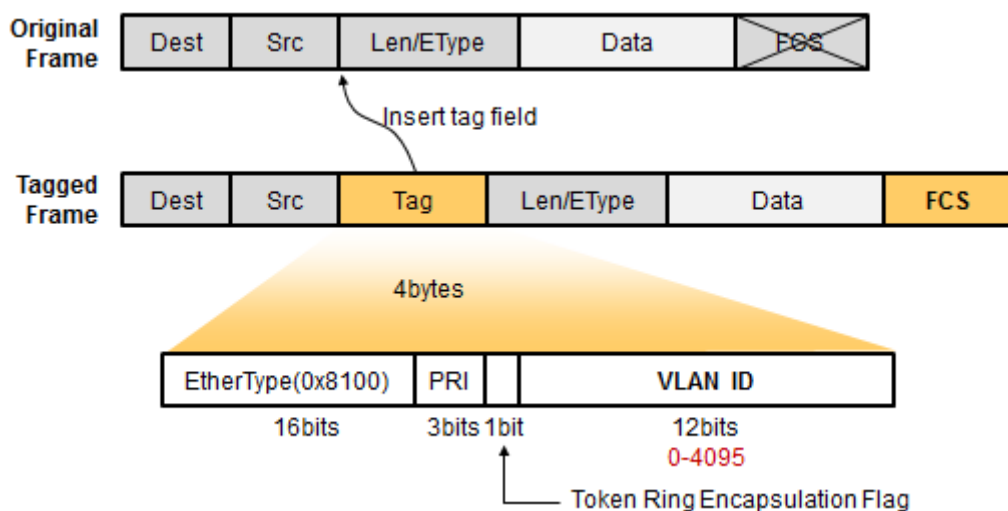 Original
Frame
Dest Src Len/EType Data FCS
Insert tag field
Tagged
Frame
Dest Src Tag Len/EType Data FCS
4bytes
EtherType(0x8100) PRI VLAN ID
16bits 3bits 1bit 12bits
0-4095
Token Ring Encapsulation Flag